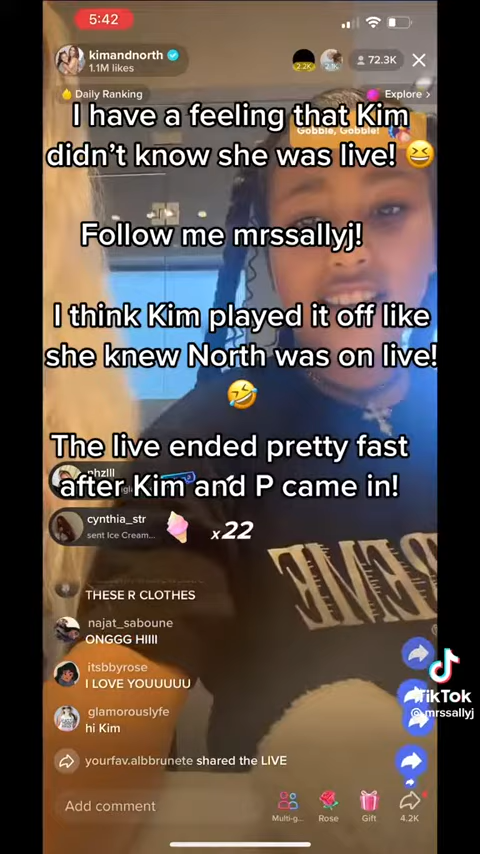 5:42
kimandnorth
1.1M likes
2.2K
72.3K
Daily Ranking
Explore >
Gobble, Gobble!
I have a feeling that Kim
didn't know she was live! 😆
Follow me mrssallyj!
I think Kim played it off like
she knew North was on live!
🤣
The live ended pretty fast
after Kim and P came in!
phzlll
cynthia_str
sent Ice Cream...
x22
THESE R CLOTHES
najat_saboune
ONGGG HIIII
itsbbyrose
I LOVE YOUUUUU
glamorouslyfe
hi Kim
yourfav.albbrunete shared the LIVE
TikTok
@mrssallyj
Add comment
Multi-g...
Rose
Gift
4.2K